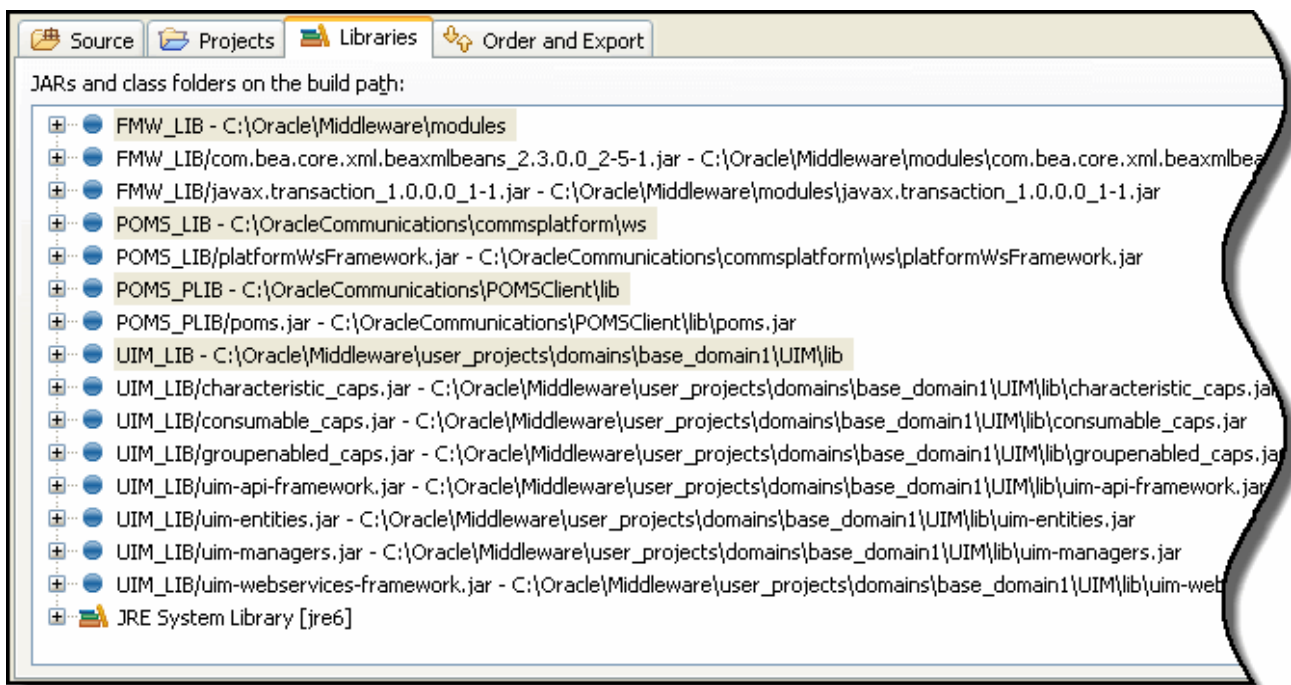 Source Projects Libraries Order and Export
JARs and class folders on the build path:
FMW_LIB - C:\Oracle\Middleware\modules
FMW_LIB/com.bea.core.xml.beaxmlbeans_2.3.0.0_2-5-1.jar - C:\Oracle\Middleware\modules\com.bea.core.xml.beaxmlbea
FMW_LIB/javax.transaction_1.0.0.0_1-1.jar - C:\Oracle\Middleware\modules\javax.transaction_1.0.0.0_1-1.jar
POMS_LIB - C:\OracleCommunications\commsplatform\ws
POMS_LIB/platformWsFramework.jar - C:\OracleCommunications\commsplatform\ws\platformWsFramework.jar
POMS_PLIB - C:\OracleCommunications\POMSClient\lib
POMS_PLIB/poms.jar - C:\OracleCommunications\POMSClient\lib\poms.jar
UIM_LIB - C:\Oracle\Middleware\user_projects\domains\base_domain1\UIM\lib
UIM_LIB/characteristic_caps.jar - C:\Oracle\Middleware\user_projects\domains\base_domain1\UIM\lib\characteristic_caps.jar
UIM_LIB/consumable_caps.jar - C:\Oracle\Middleware\user_projects\domains\base_domain1\UIM\lib\consumable_caps.jar
UIM_LIB/groupenabled_caps.jar - C:\Oracle\Middleware\user_projects\domains\base_domain1\UIM\lib\groupenabled_caps.jar
UIM_LIB/uim-api-framework.jar - C:\Oracle\Middleware\user_projects\domains\base_domain1\UIM\lib\uim-api-framework.jar
UIM_LIB/uim-entities.jar - C:\Oracle\Middleware\user_projects\domains\base_domain1\UIM\lib\uim-entities.jar
UIM_LIB/uim-managers.jar - C:\Oracle\Middleware\user_projects\domains\base_domain1\UIM\lib\uim-managers.jar
UIM_LIB/uim-webservices-framework.jar - C:\Oracle\Middleware\user_projects\domains\base_domain1\UIM\lib\uim-web
JRE System Library [jre6]